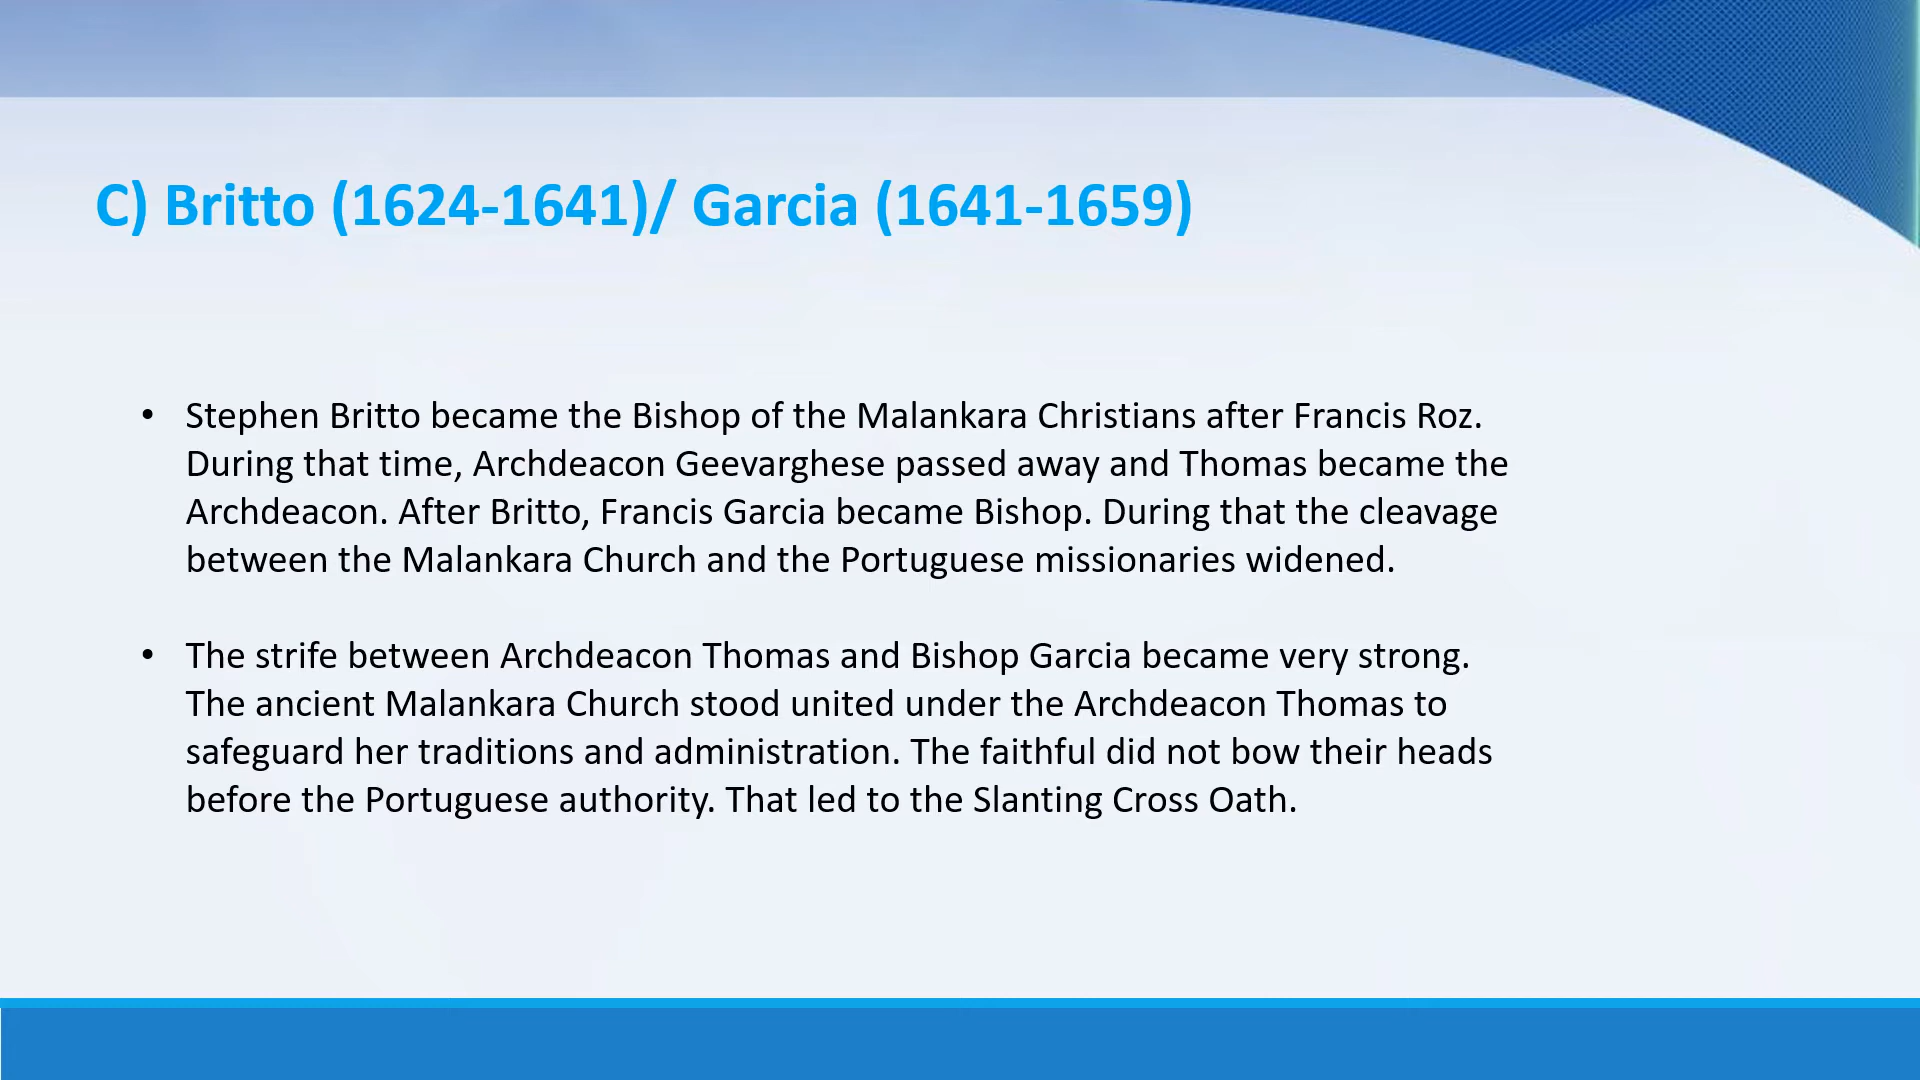 C) Britto (1624-1641)/ Garcia (1641-1659)
• Stephen Britto became the Bishop of the Malankara Christians after Francis Roz.
During that time, Archdeacon Geevarghese passed away and Thomas became the
Archdeacon. After Britto, Francis Garcia became Bishop. During that the cleavage
between the Malankara Church and the Portuguese missionaries widened.
• The strife between Archdeacon Thomas and Bishop Garcia became very strong.
The ancient Malankara Church stood united under the Archdeacon Thomas to
safeguard her traditions and administration. The faithful did not bow their heads
before the Portuguese authority. That led to the Slanting Cross Oath.